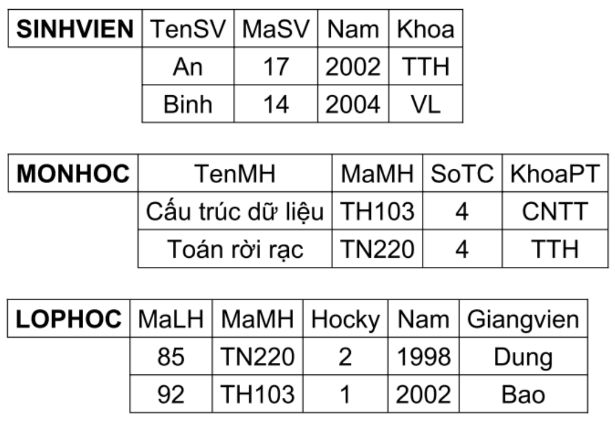 SINHVIEN TenSV MaSV Nam Khoa
An 17 2002 TTH
Binh 14 2004 VL
MONHOC TenMH MaMH SoTC KhoaPT
Cấu trúc dữ liệu TH103 4 CNTT
Toán rời rạc TN220 4 TTH
LOPHOC MaLH MaMH Hocky Nam Giangvien
85 TN220 2 1998 Dung
92 TH103 1 2002 Bao